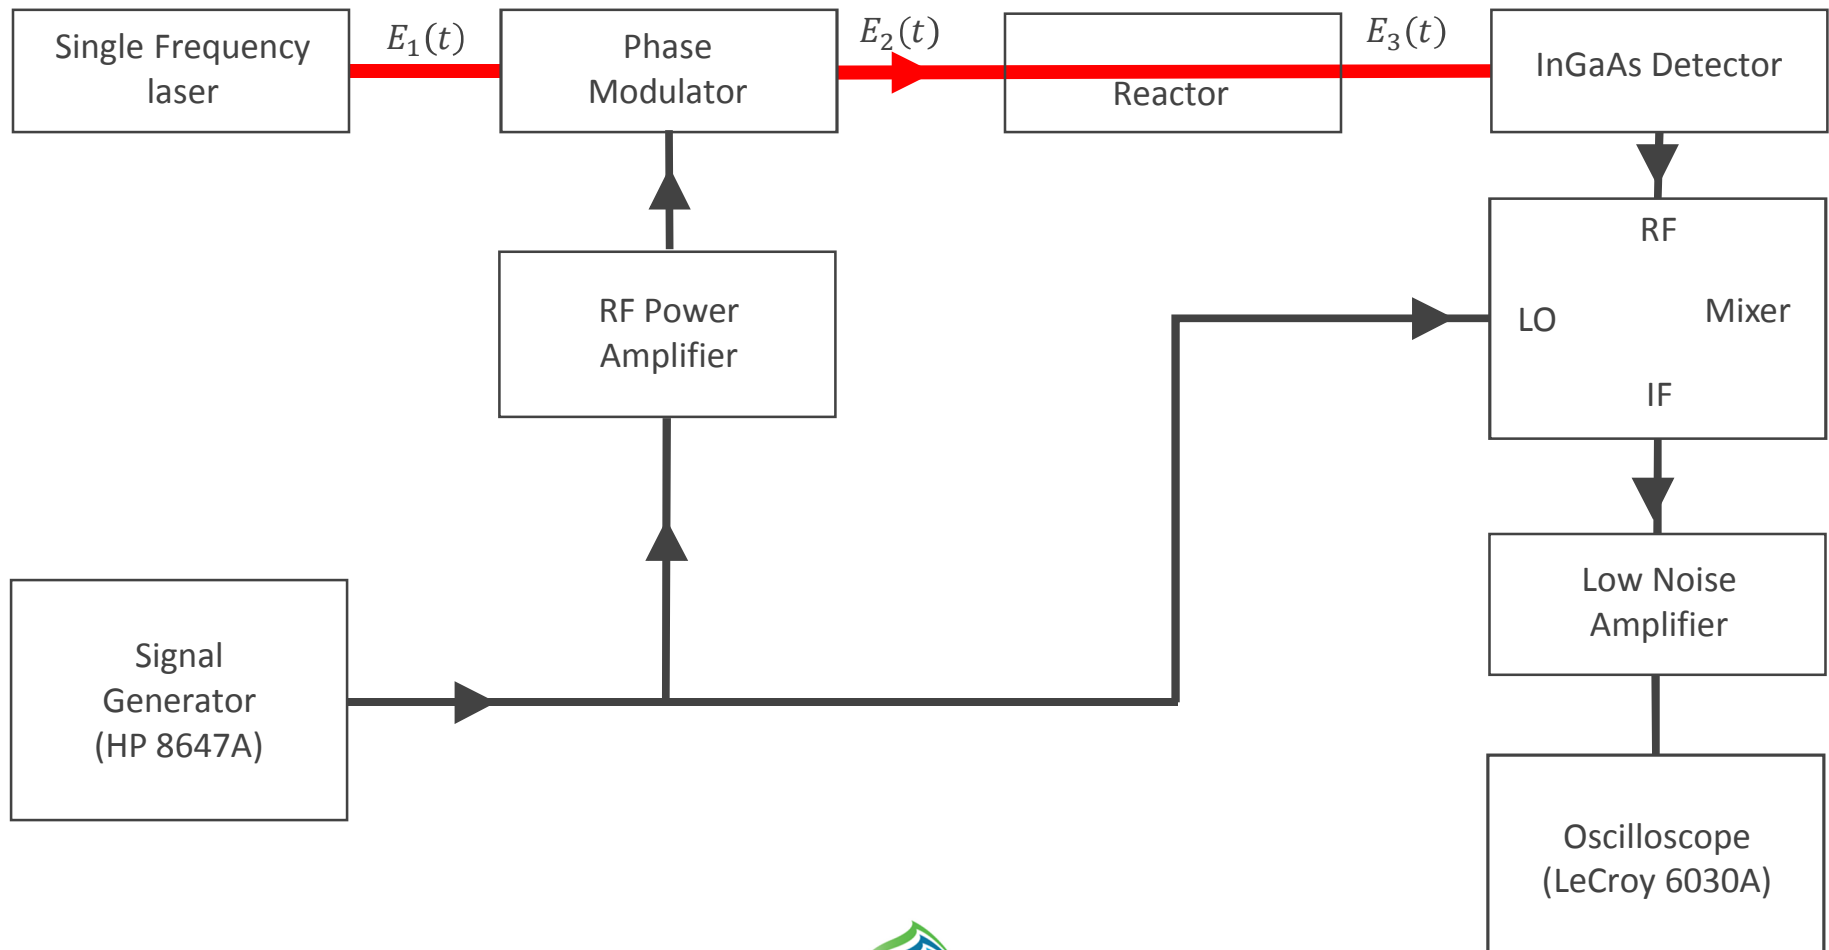 Single Frequency
laser
𝐸₁(𝑡)
Phase
Modulator
𝐸₂(𝑡)
Reactor
𝐸₃(𝑡)
InGaAs Detector
RF
LO
Mixer
IF
RF Power
Amplifier
Low Noise
Amplifier
Signal
Generator
(HP 8647A)
Oscilloscope
(LeCroy 6030A)